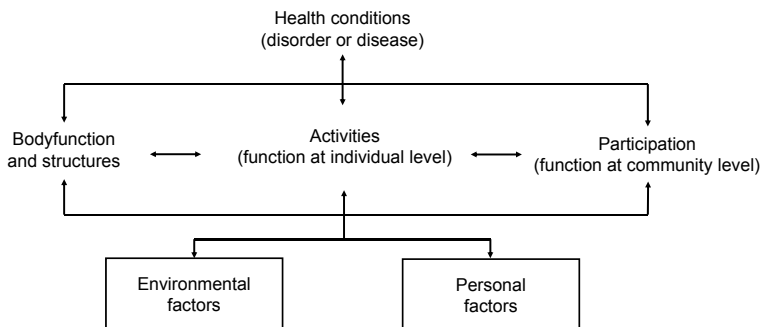 Health conditions
(disorder or disease)
Bodyfunction
and structures
Activities
(function at individual level)
Participation
(function at community level)
Environmental
factors
Personal
factors